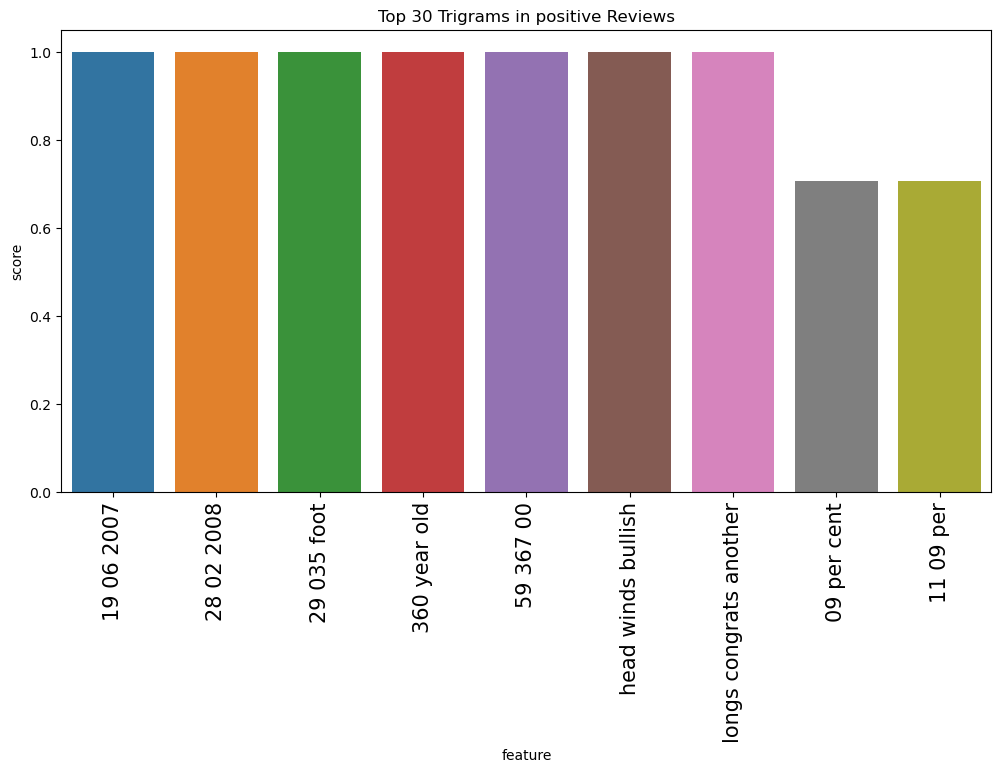 Top 30 Trigrams in positive Reviews
1.0
0.8
0.6
0.4
0.2
0.0
score
19 06 2007
28 02 2008
29 035 foot
360 year old
59 367 00
head winds bullish
longs congrats another
09 per cent
11 09 per
feature